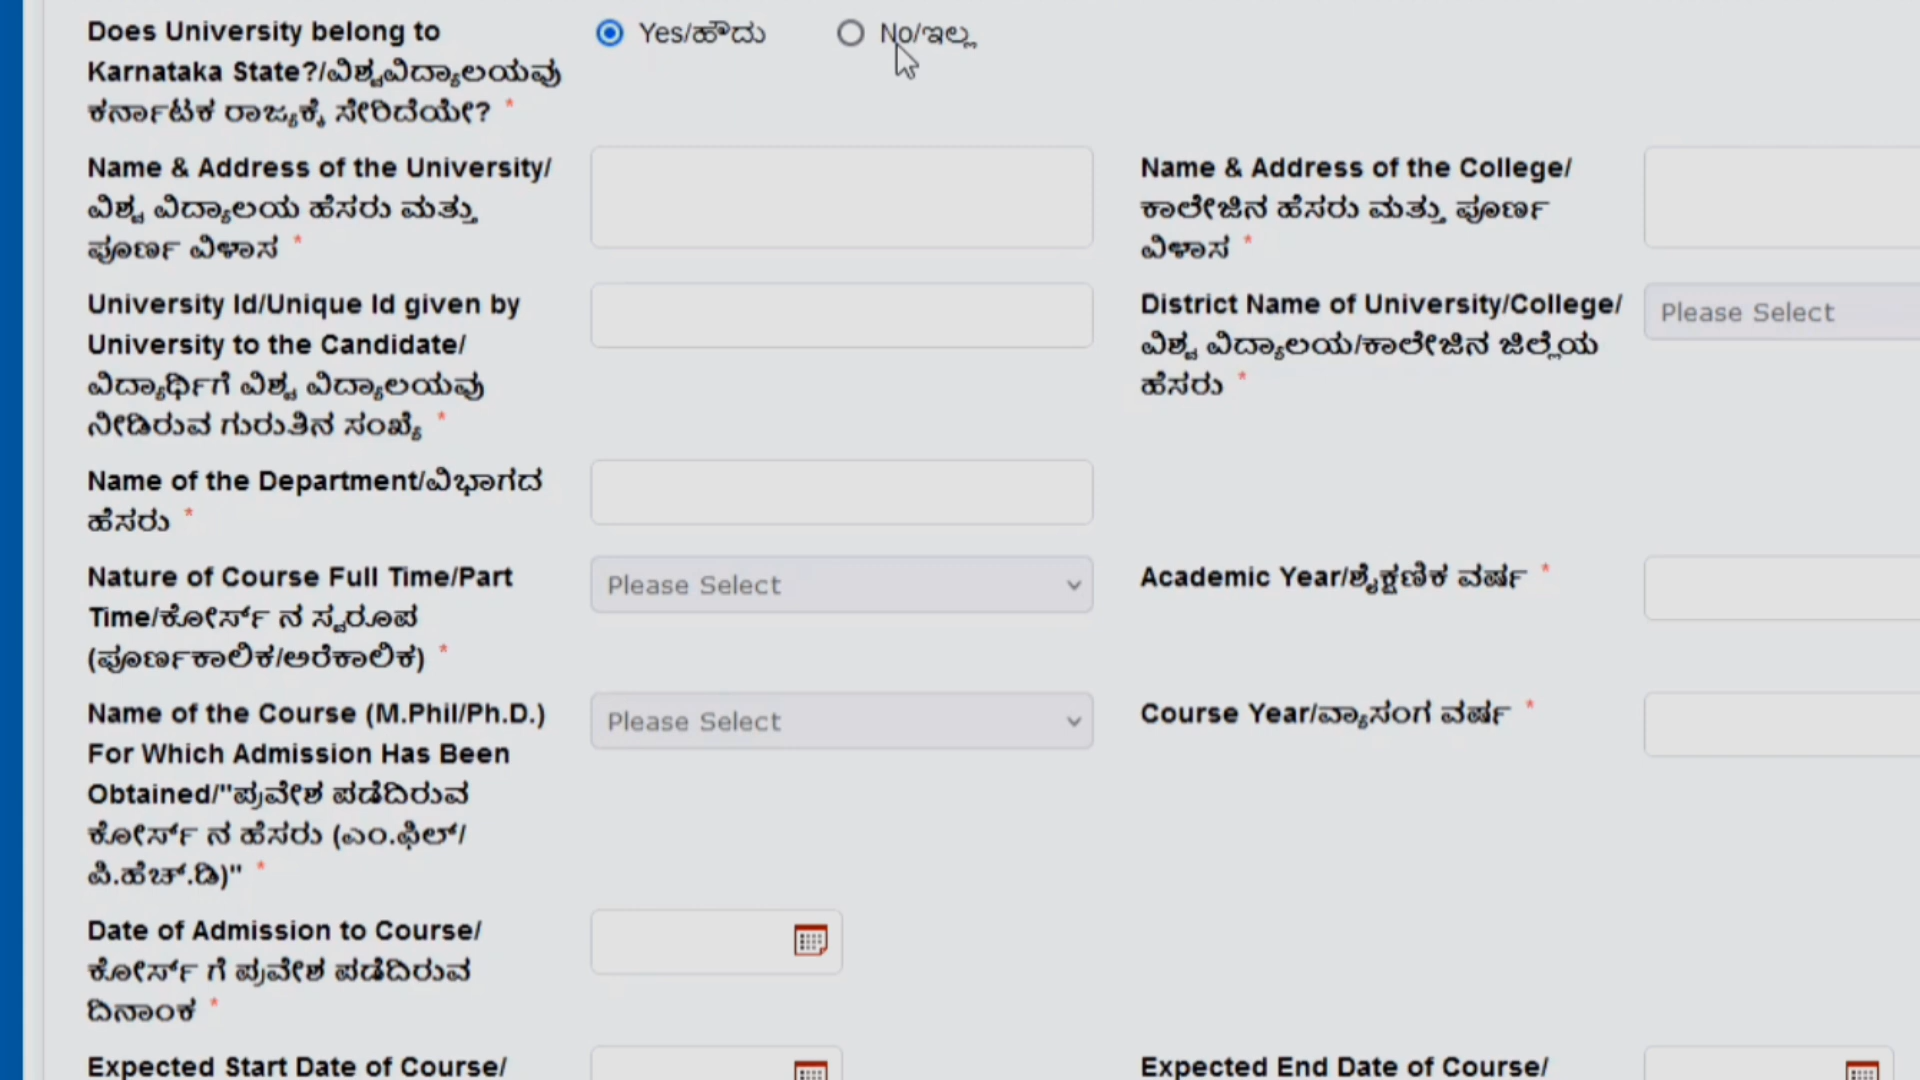 Does University belong to
Karnataka State?/ವಿಶ್ವವಿದ್ಯಾಲಯವು
ಕರ್ನಾಟಕ ರಾಜ್ಯಕ್ಕೆ ಸೇರಿದೆಯೇ? *
Yes/ಹೌದು
No/ಇಲ್ಲ
Name & Address of the University/
ವಿಶ್ವ ವಿದ್ಯಾಲಯ ಹೆಸರು ಮತ್ತು
ಪೂರ್ಣ ವಿಳಾಸ *
Name & Address of the College/
ಕಾಲೇಜಿನ ಹೆಸರು ಮತ್ತು ಪೂರ್ಣ
ವಿಳಾಸ *
University Id/Unique Id given by
University to the Candidate/
ವಿದ್ಯಾರ್ಥಿಗೆ ವಿಶ್ವ ವಿದ್ಯಾಲಯವು
ನೀಡಿರುವ ಗುರುತಿನ ಸಂಖ್ಯೆ *
District Name of University/College/
ವಿಶ್ವ ವಿದ್ಯಾಲಯ/ಕಾಲೇಜಿನ ಜಿಲ್ಲೆಯ
ಹೆಸರು *
Please Select
Name of the Department/ವಿಭಾಗದ
ಹೆಸರು *
Nature of Course Full Time/Part
Time/ಕೋರ್ಸ್ ನ ಸ್ವರೂಪ
(ಪೂರ್ಣಕಾಲಿಕ/ಅರೆಕಾಲಿಕ) *
Please Select
Academic Year/ಶೈಕ್ಷಣಿಕ ವರ್ಷ *
Name of the Course (M.Phil/Ph.D.)
For Which Admission Has Been
Obtained/"ಪ್ರವೇಶ ಪಡೆದಿರುವ
ಕೋರ್ಸ್ ನ ಹೆಸರು (ಎಂ.ಫಿಲ್/
ಪಿ.ಹೆಚ್.ಡಿ)" *
Please Select
Course Year/ವ್ಯಾಸಂಗ ವರ್ಷ *
Date of Admission to Course/
ಕೋರ್ಸ್ ಗೆ ಪ್ರವೇಶ ಪಡೆದಿರುವ
ದಿನಾಂಕ *
Expected Start Date of Course/
Expected End Date of Course/